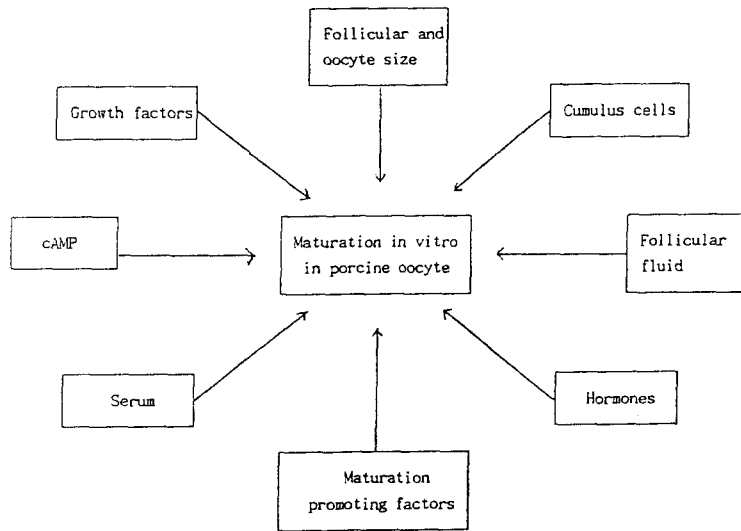 Follicular and
oocyte size
Growth factors
Cumulus cells
cAMP
Maturation in vitro
in porcine oocyte
Follicular
fluid
Serum
Hormones
Maturation
promoting factors